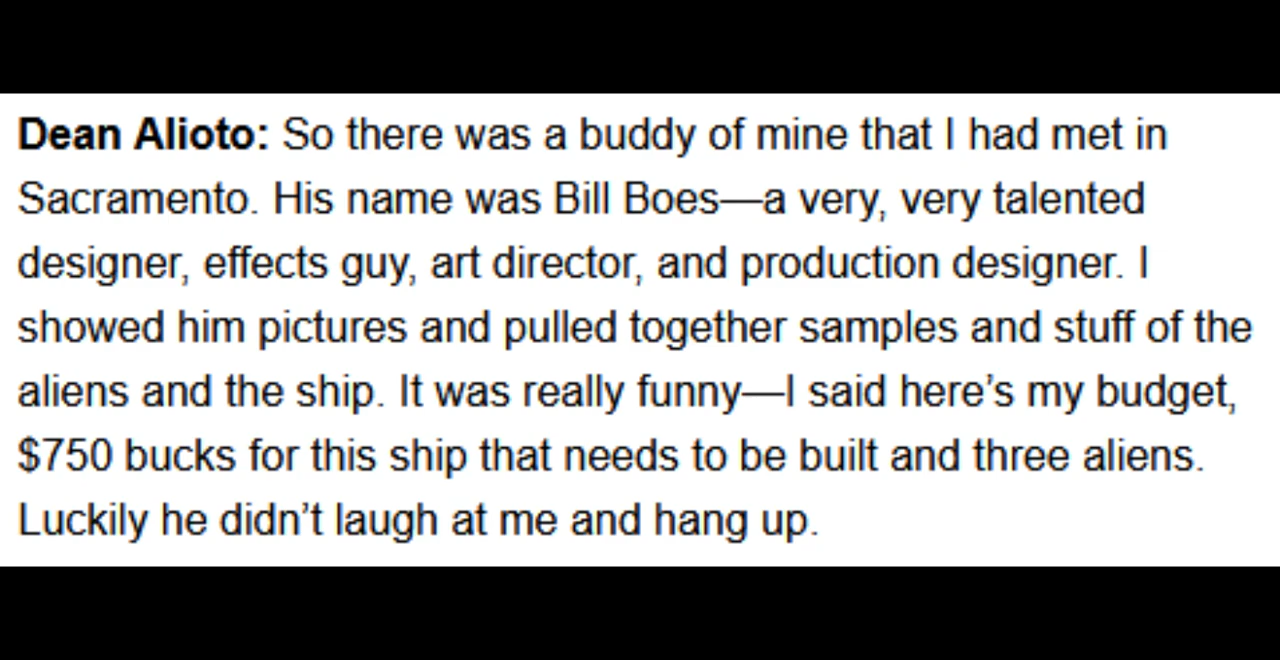 Dean Alioto: So there was a buddy of mine that I had met in
Sacramento. His name was Bill Boes—a very, very talented
designer, effects guy, art director, and production designer. I
showed him pictures and pulled together samples and stuff of the
aliens and the ship. It was really funny—I said here’s my budget,
$750 bucks for this ship that needs to be built and three aliens.
Luckily he didn’t laugh at me and hang up.